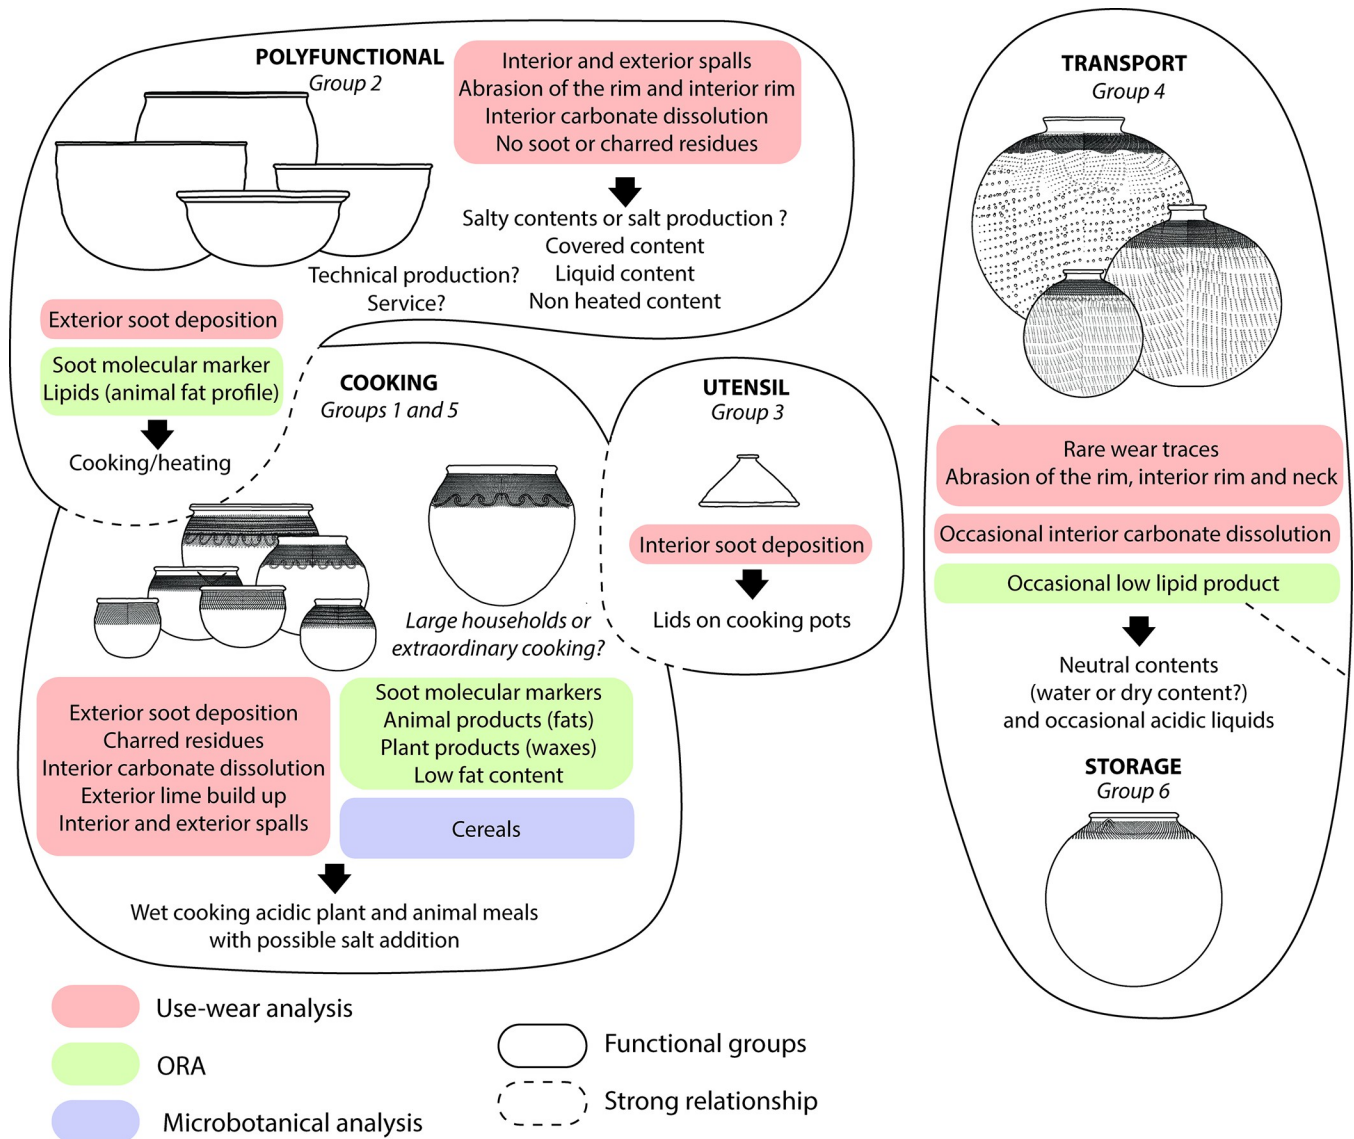 POLYFUNCTIONAL
Group 2
Interior and exterior spalls
Abrasion of the rim and interior rim
Interior carbonate dissolution
No soot or charred residues
Salty contents or salt production ?
Covered content
Liquid content
Non heated content
Technical production?
Service?
Exterior soot deposition
Soot molecular marker
Lipids (animal fat profile)
Cooking/heating
COOKING
Groups 1 and 5
Large households or
extraordinary cooking?
Exterior soot deposition
Charred residues
Interior carbonate dissolution
Exterior lime build up
Interior and exterior spalls
Soot molecular markers
Animal products (fats)
Plant products (waxes)
Low fat content
Cereals
Wet cooking acidic plant and animal meals
with possible salt addition
UTENSIL
Group 3
Interior soot deposition
Lids on cooking pots
TRANSPORT
Group 4
Rare wear traces
Abrasion of the rim, interior rim and neck
Occasional interior carbonate dissolution
Occasional low lipid product
Neutral contents
(water or dry content?)
and occasional acidic liquids
STORAGE
Group 6
Use-wear analysis
ORA
Microbotanical analysis
Functional groups
Strong relationship